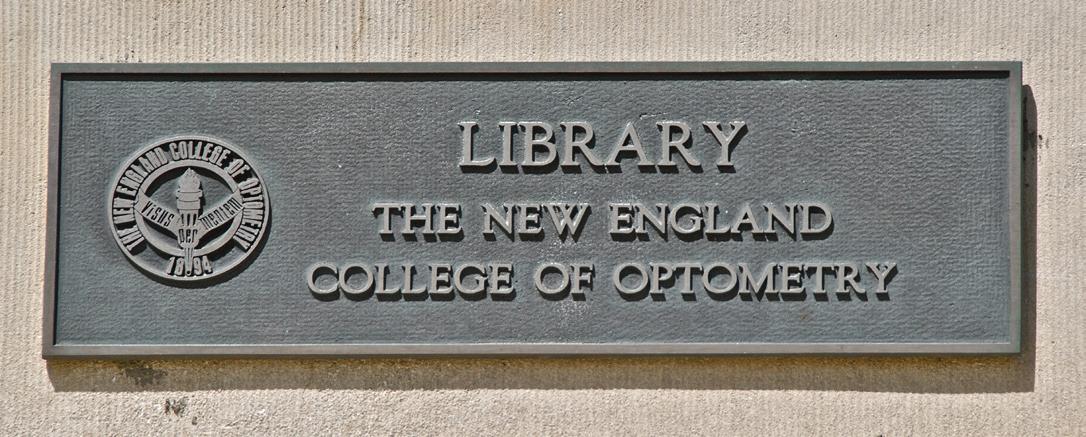 LIBRARY
THE NEW ENGLAND
COLLEGE OF OPTOMETRY
THE NEW ENGLAND COLLEGE OF OPTOMETRY
Visus per mentem
1894